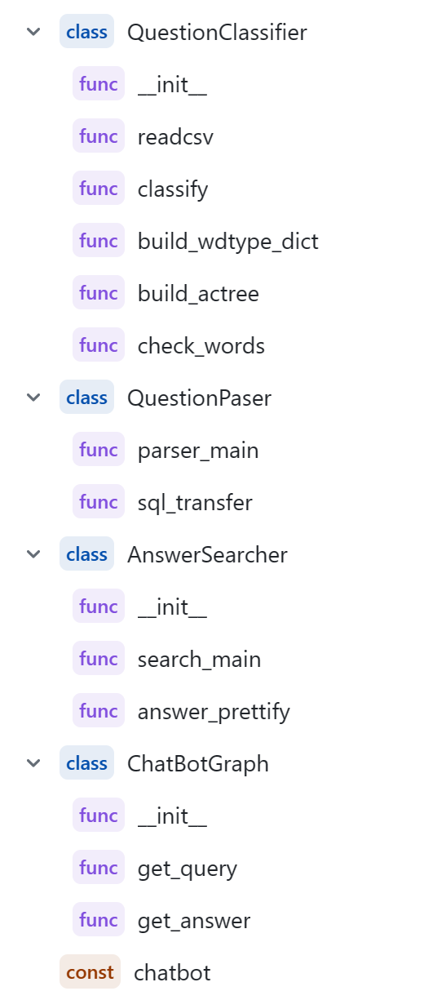 class QuestionClassifier
func __init__
func readcsv
func classify
func build_wdtype_dict
func build_actree
func check_words
class QuestionPaser
func parser_main
func sql_transfer
class AnswerSearcher
func __init__
func search_main
func answer_prettify
class ChatBotGraph
func __init__
func get_query
func get_answer
const chatbot